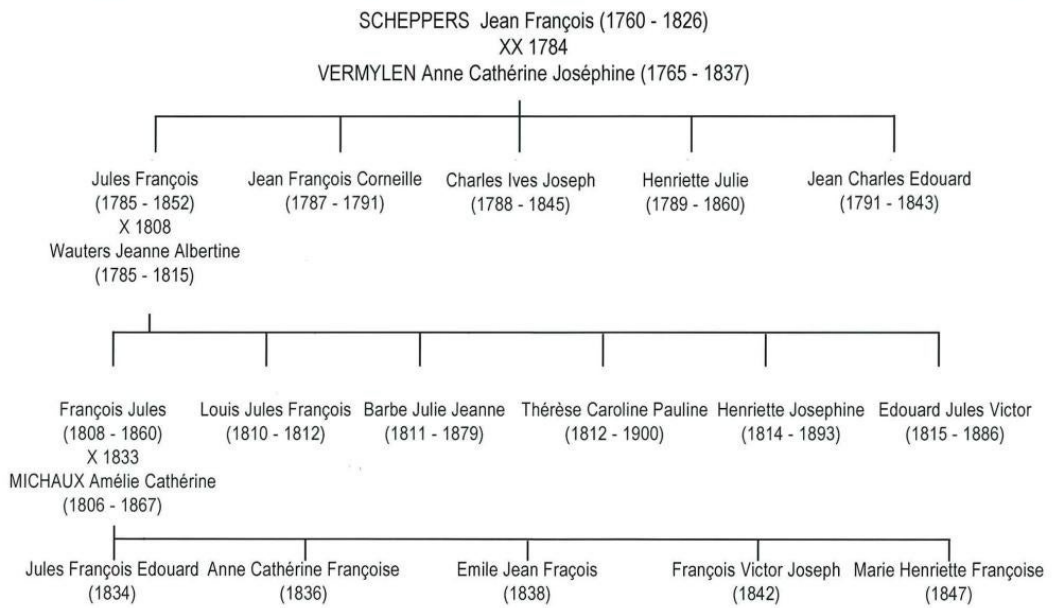 SCHEPPERS Jean François (1760 - 1826)
XX 1784
VERMYLEN Anne Cathérine Joséphine (1765 - 1837)
Jules François
(1785 - 1852)
X 1808
Wauters Jeanne Albertine
(1785 - 1815)
Jean François Corneille
(1787 - 1791)
Charles Ives Joseph
(1788 - 1845)
Henriette Julie
(1789 - 1860)
Jean Charles Edouard
(1791 - 1843)
François Jules
(1808 - 1860)
X 1833
MICHAUX Amélie Cathérine
(1806 - 1867)
Louis Jules François
(1810 - 1812)
Barbe Julie Jeanne
(1811 - 1879)
Thérèse Caroline Pauline
(1812 - 1900)
Henriette Josephine
(1814 - 1893)
Edouard Jules Victor
(1815 - 1886)
Jules François Edouard
(1834)
Anne Cathérine Françoise
(1836)
Emile Jean Fraçois
(1838)
François Victor Joseph
(1842)
Marie Henriette Françoise
(1847)